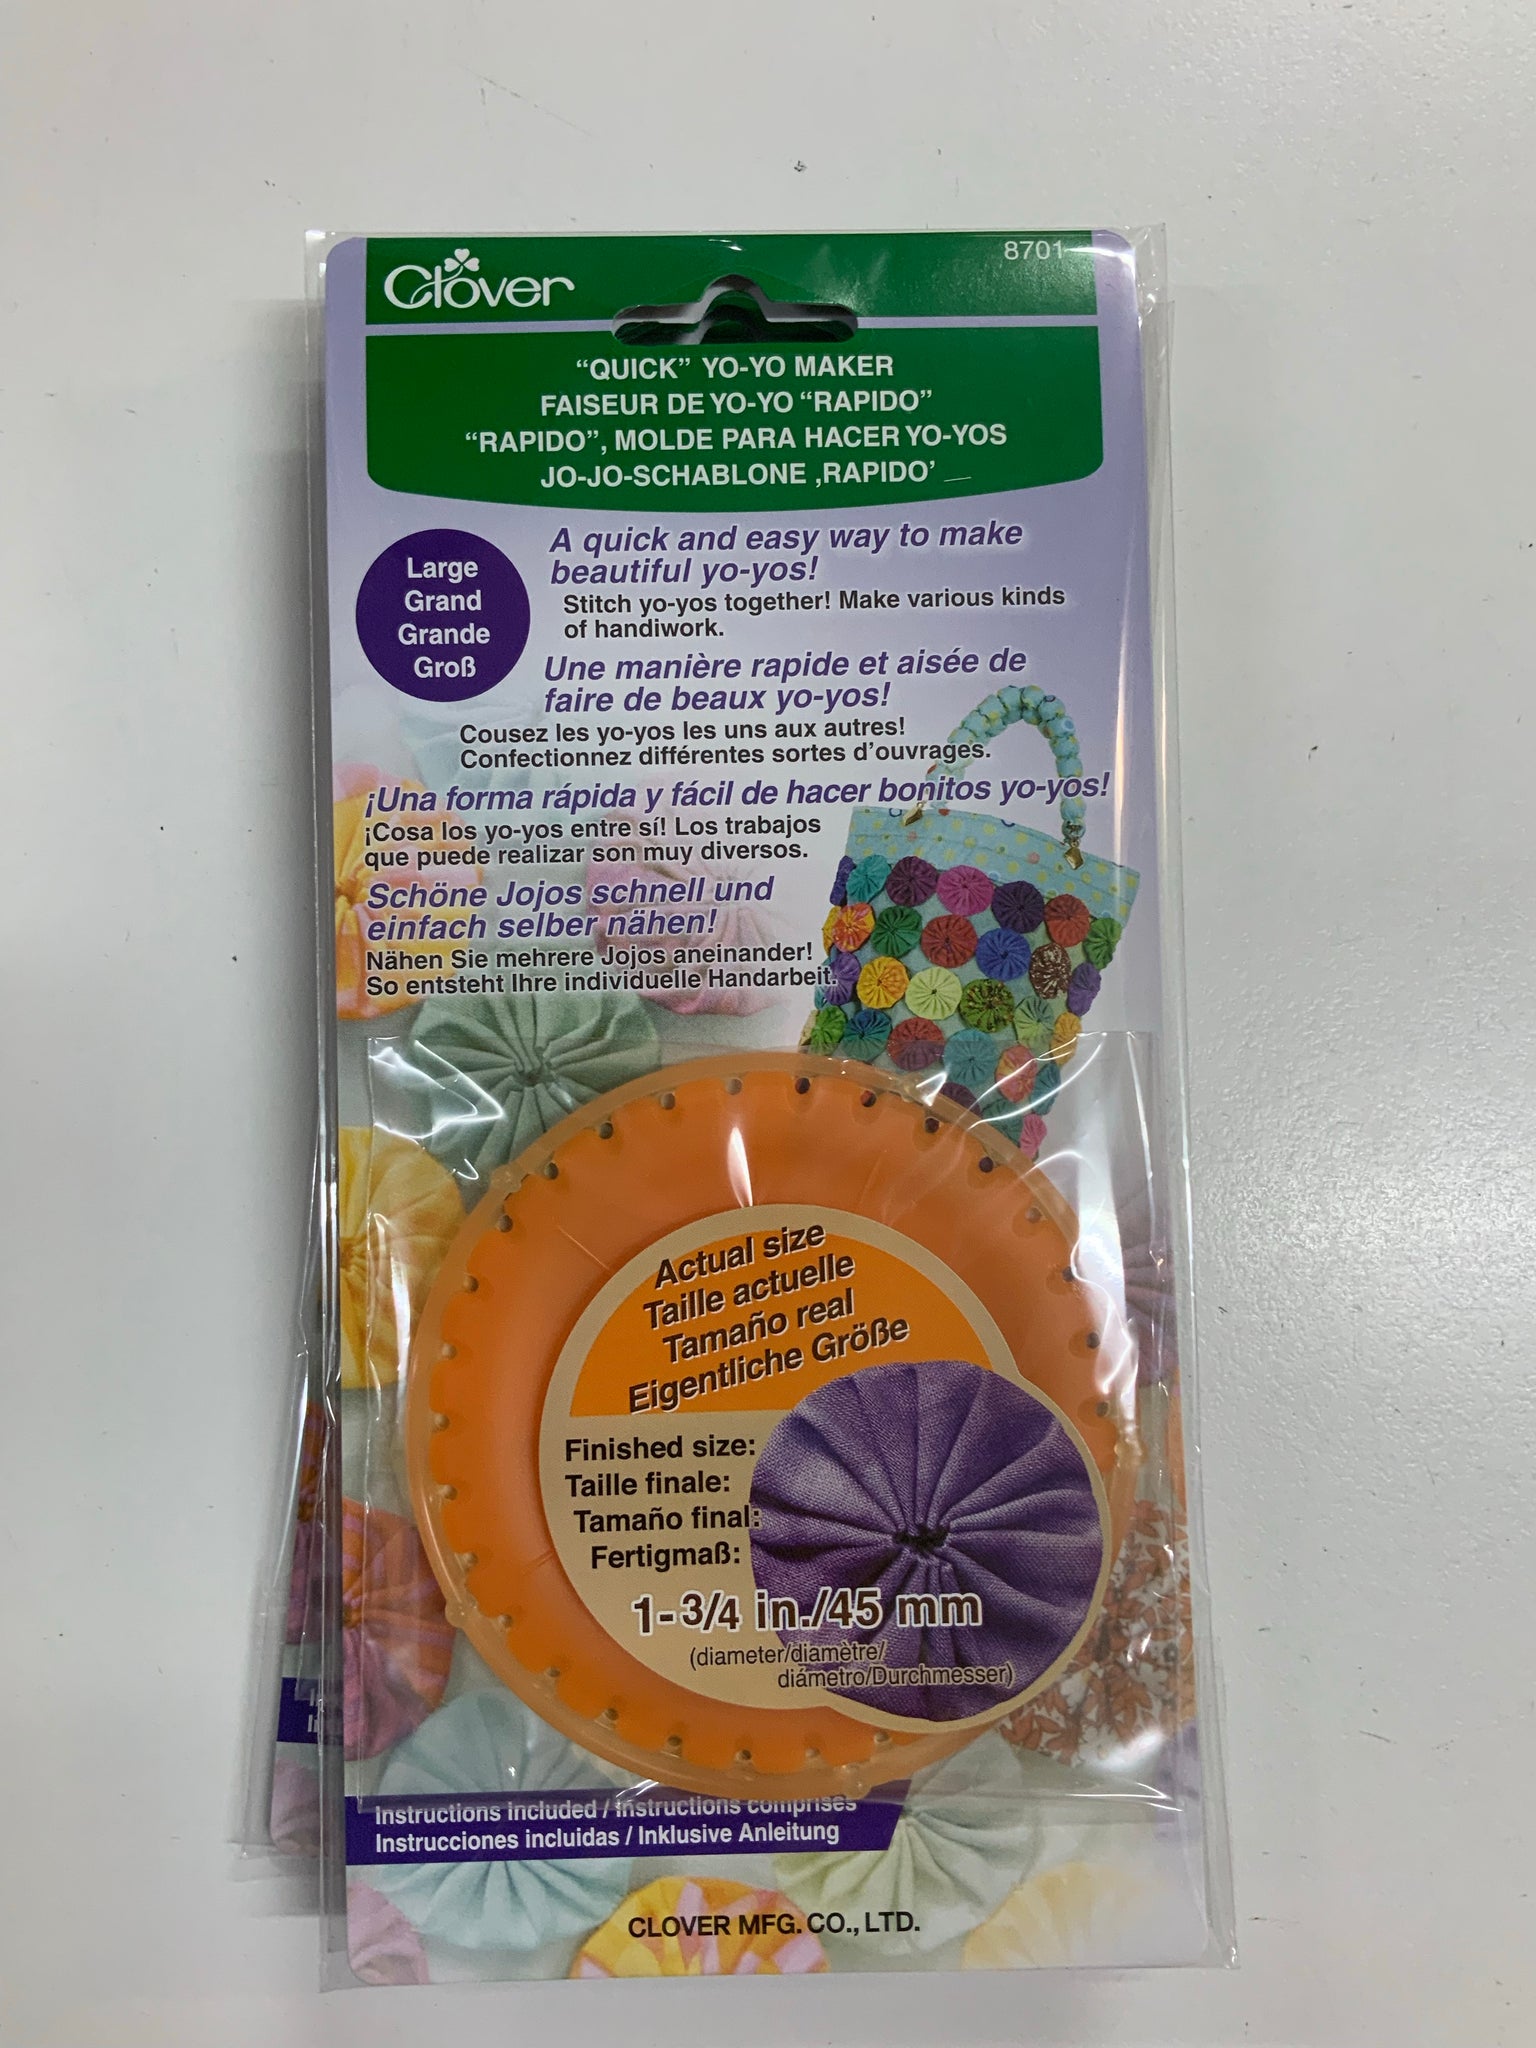 Clover
8701
“QUICK” YO-YO MAKER
FAISEUR DE YO-YO “RAPIDO”
“RAPIDO”, MOLDE PARA HACER YO-YOS
JO-JO-SCHABLONE ‚RAPIDO’
Large
Grand
Grande
Groß
A quick and easy way to make
beautiful yo-yos!
Stitch yo-yos together! Make various kinds
of handiwork.
Une manière rapide et aisée de
faire de beaux yo-yos!
Cousez les yo-yos les uns aux autres!
Confectionnez différentes sortes d’ouvrages.
¡Una forma rápida y fácil de hacer bonitos yo-yos!
¡Cosa los yo-yos entre sí! Los trabajos
que puede realizar son muy diversos.
Schöne Jojos schnell und
einfach selber nähen!
Nähen Sie mehrere Jojos aneinander!
So entsteht Ihre individuelle Handarbeit.
Actual size
Taille actuelle
Tamaño real
Eigentliche Größe
Finished size:
Taille finale:
Tamaño final:
Fertigmaß:
1-3/4 in./45 mm
(diameter/diamètre/
diámetro/Durchmesser)
Instructions included / Instructions comprises
Instrucciones incluidas / Inklusive Anleitung
CLOVER MFG. CO., LTD.